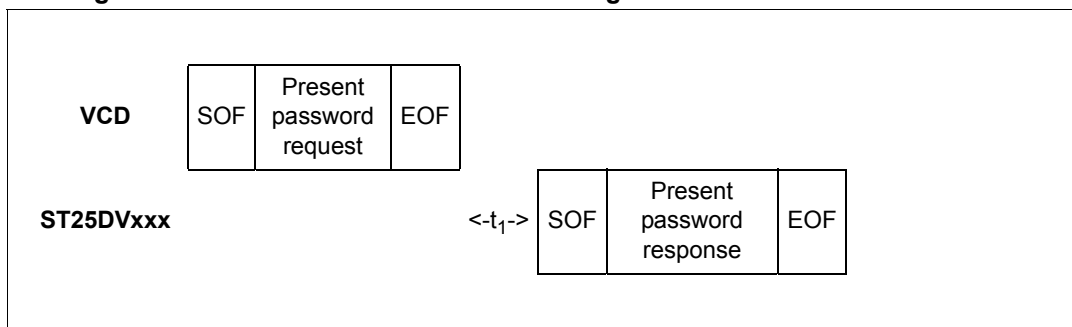 VCD SOF Present password request EOF
ST25DVxxx <-t1-> SOF Present password response EOF